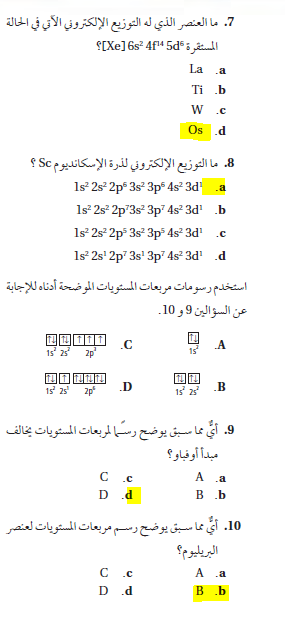 7. ما العنصر الذي له التوزيع الإلكتروني الآتي في الحالة
المستقرة [Xe] 6s² 4f¹⁴ 5d⁶؟
La .a
Ti .b
W .c
Os .d
8. ما التوزيع الإلكتروني لذرة الإسكانديوم Sc ؟
1s² 2s² 2p⁶ 3s² 3p⁶ 4s² 3d¹ .a
1s² 2s² 2p⁷3s² 3p⁷ 4s² 3d¹ .b
1s² 2s² 2p⁵ 3s² 3p⁵ 4s² 3d¹ .c
1s² 2s¹ 2p⁷ 3s¹ 3p⁷ 4s² 3d¹ .d
استخدم رسومات مربعات المستويات الموضحة أدناه للإجابة
عن السؤالين 9 و 10.
↑↓ .A
1s²
↑↓ ↑↓ ↑ ↑ ↑ .C
1s² 2s² 2p³
↑↓ ↑↓ .B
1s² 2s²
↑↓ ↑ ↑↓ ↑↓ ↑↓ .D
1s² 2s¹ 2p⁶
9. أيٌّ مما سبق يوضح رسمًا لمربعات المستويات يخالف
مبدأ أوفباو؟
A .a
C .c
B .b
D .d
10. أيٌّ مما سبق يوضح رسم مربعات المستويات لعنصر
البريليوم؟
A .a
C .c
B .b
D .d